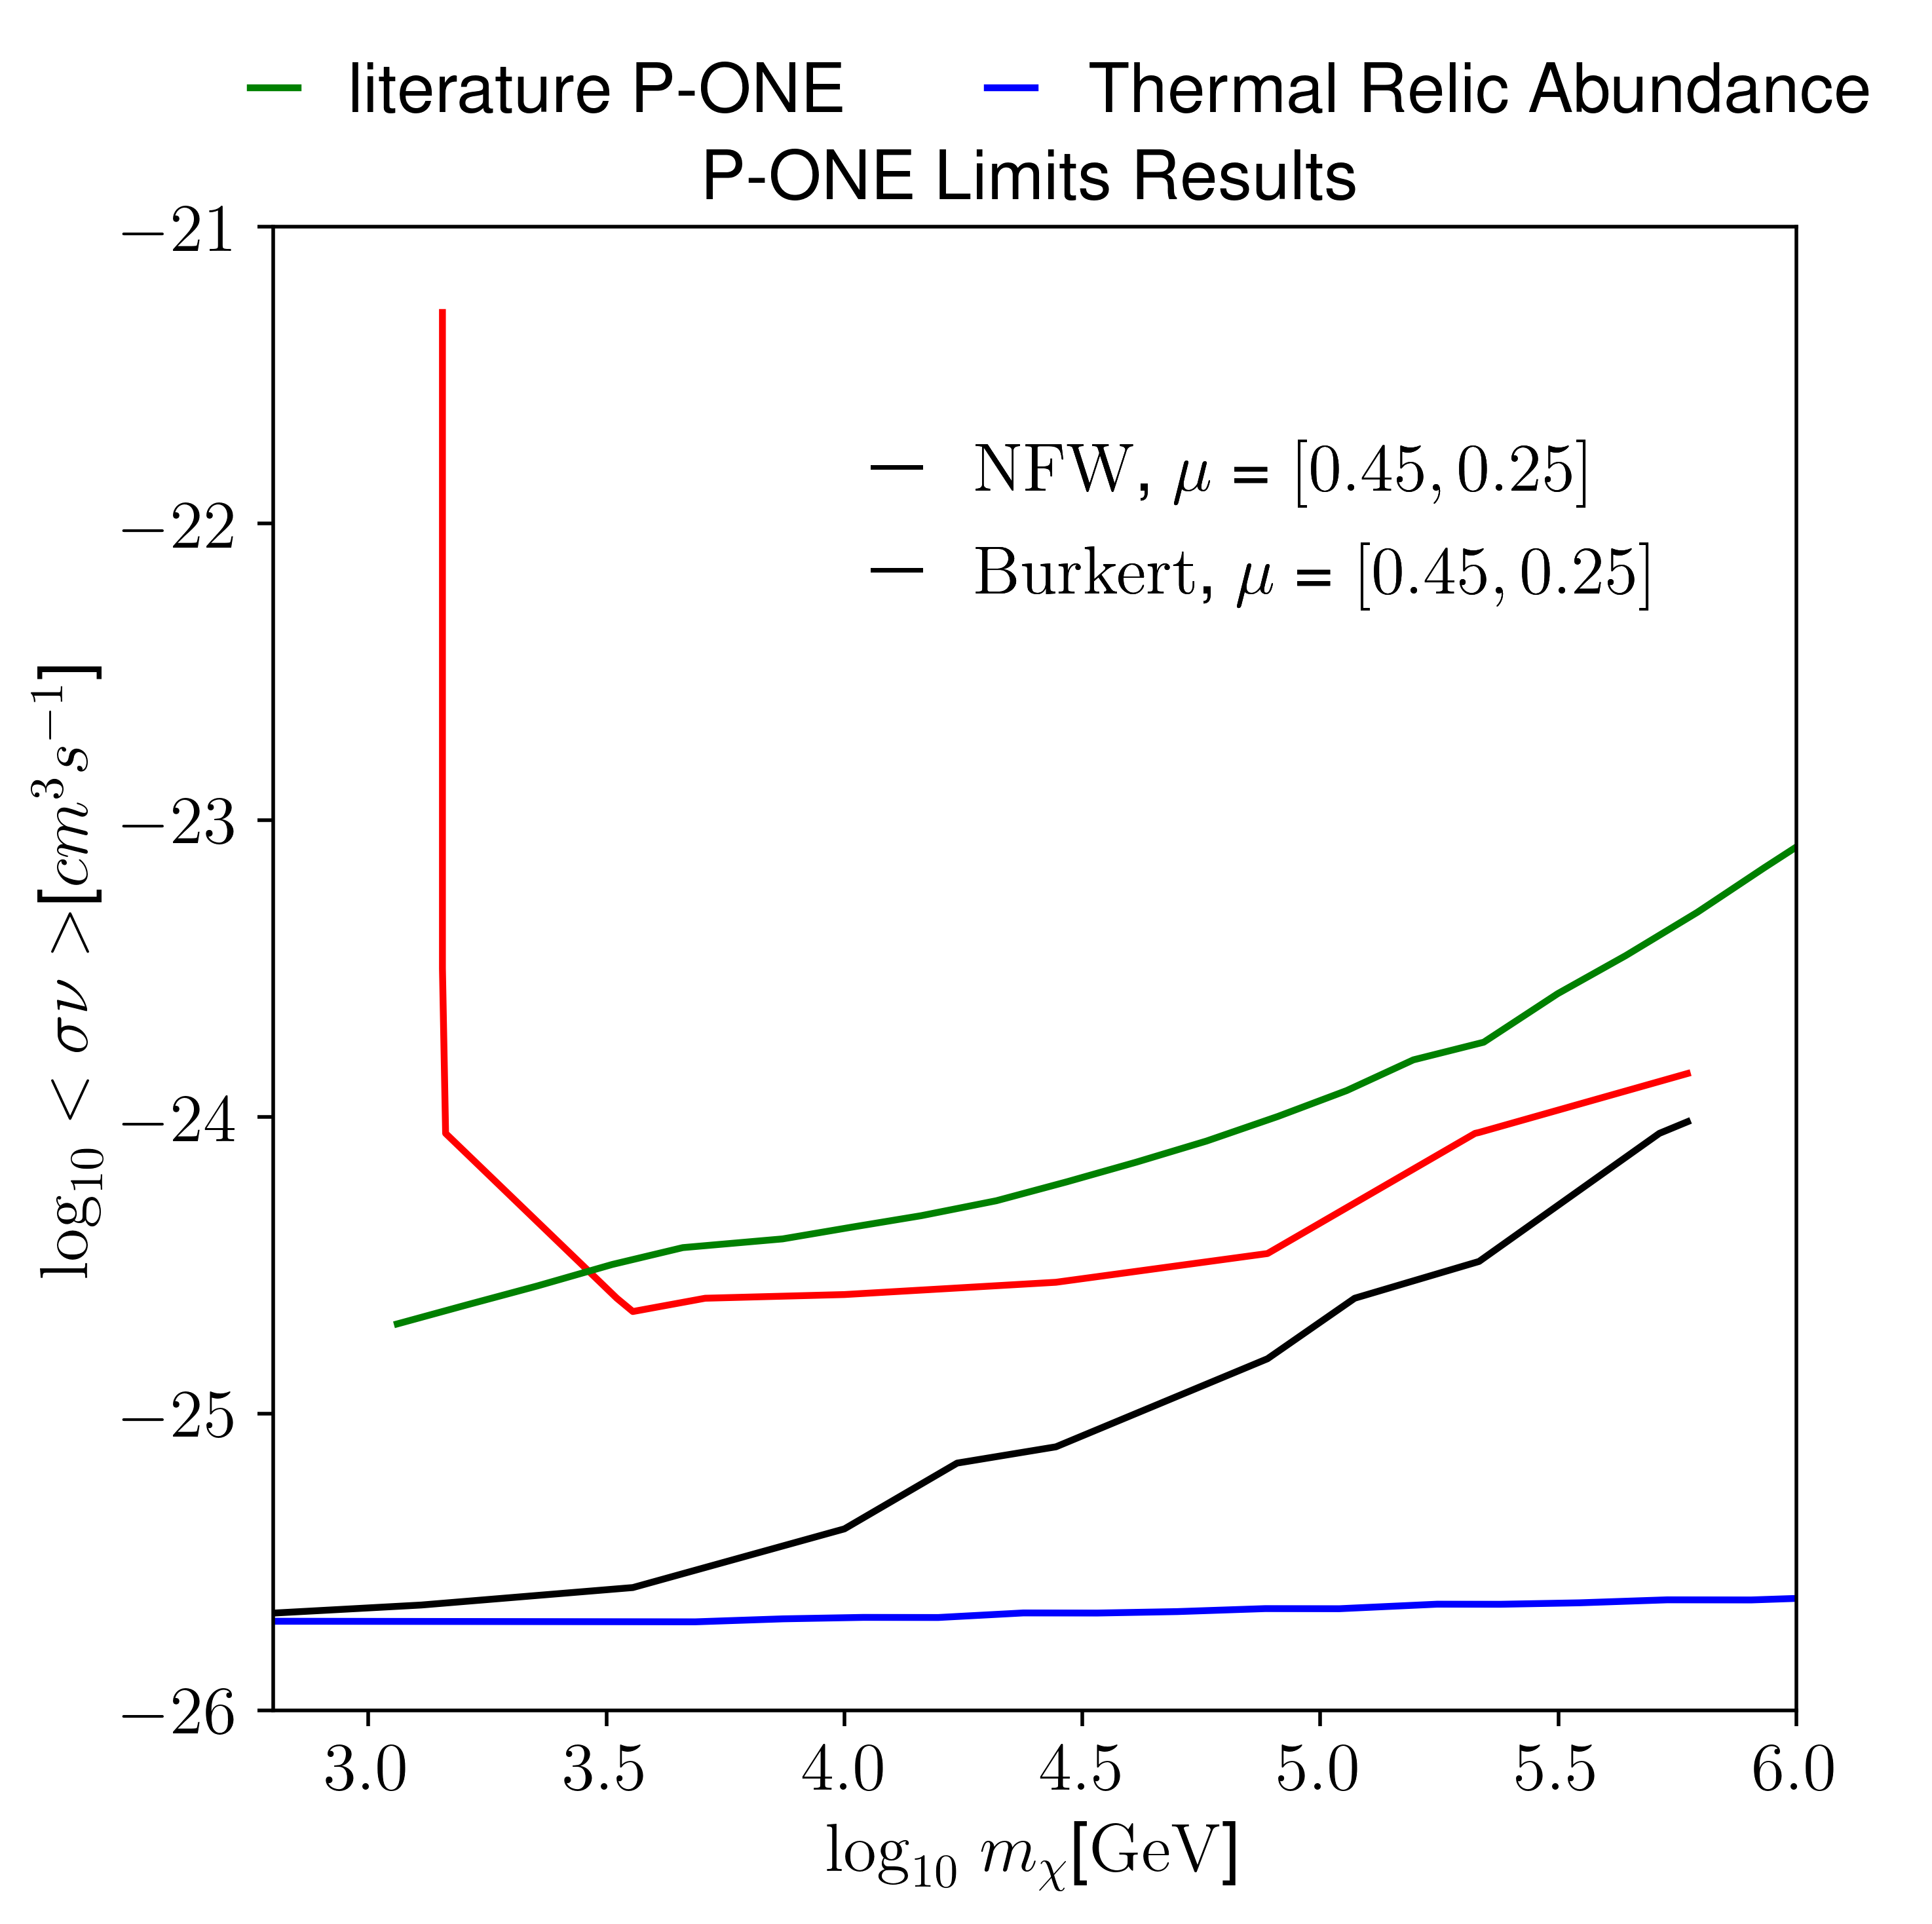 literature P-ONE Thermal Relic Abundance
P-ONE Limits Results
−21
−22
−23
−24
−25
−26
log₁₀ < σν >[cm³s⁻¹]
NFW, μ = [0.45, 0.25]
Burkert, μ = [0.45, 0.25]
3.0 3.5 4.0 4.5 5.0 5.5 6.0
log₁₀ mᵪ[GeV]